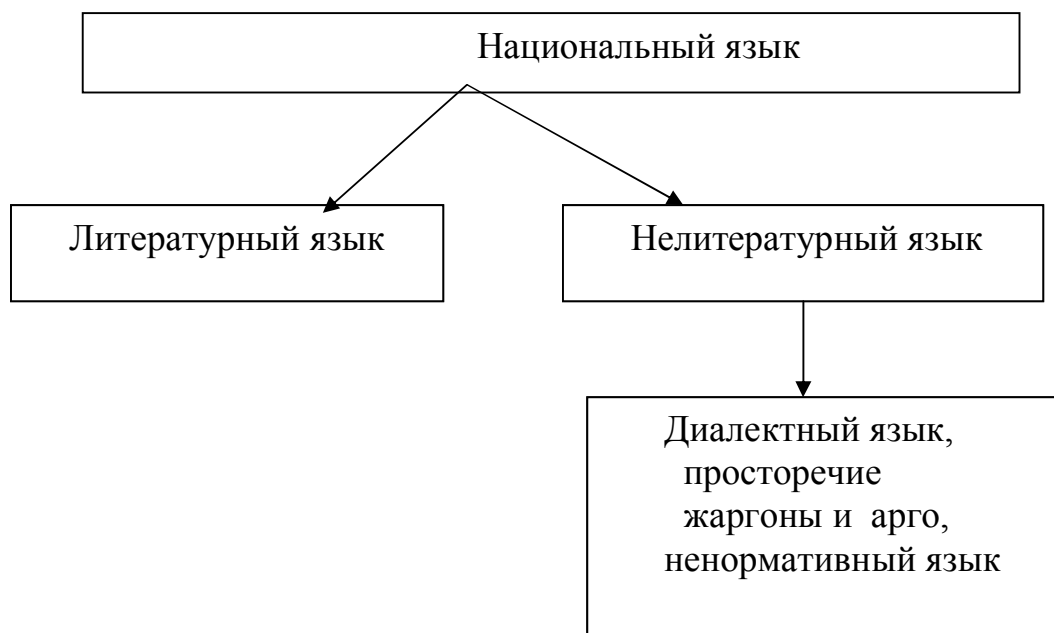 Национальный язык
Литературный язык
Нелитературный язык
Диалектный язык,
просторечие
жаргоны и арго,
ненормативный язык